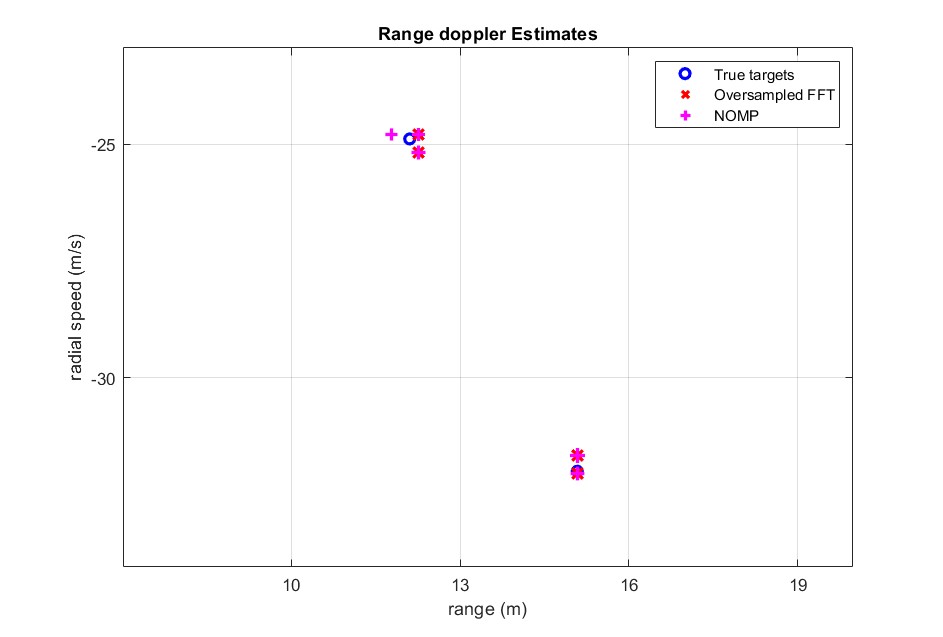 Range doppler Estimates
True targets
Oversampled FFT
NOMP
-25
-30
radial speed (m/s)
10
13
16
19
range (m)